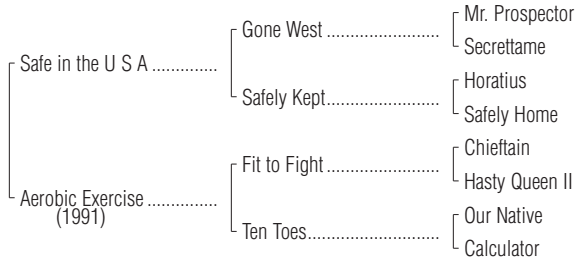 Mr. Prospector
Gone West ........................
Secrettame
Safe in the U S A ..............
Horatius
Safely Kept........................
Safely Home
Chieftain
Fit to Fight ........................
Hasty Queen II
Aerobic Exercise ...............
(1991)
Our Native
Ten Toes............................
Calculator